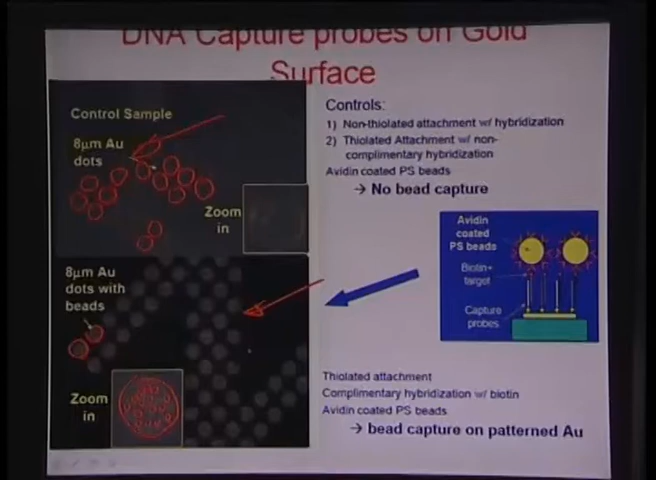 DNA Capture probes on Gold
Surface
Control Sample
8μm Au
dots
Zoom
in
8μm Au
dots with
beads
Zoom
in
Controls:
1) Non-thiolated attachment w/ hybridization
2) Thiolated Attachment w/ non-
complimentary hybridization
Avidin coated PS beads
→ No bead capture
Avidin
coated
PS beads
Biotin+
target
Capture
probes
Thiolated attachment
Complimentary hybridization w/ biotin
Avidin coated PS beads
→ bead capture on patterned Au